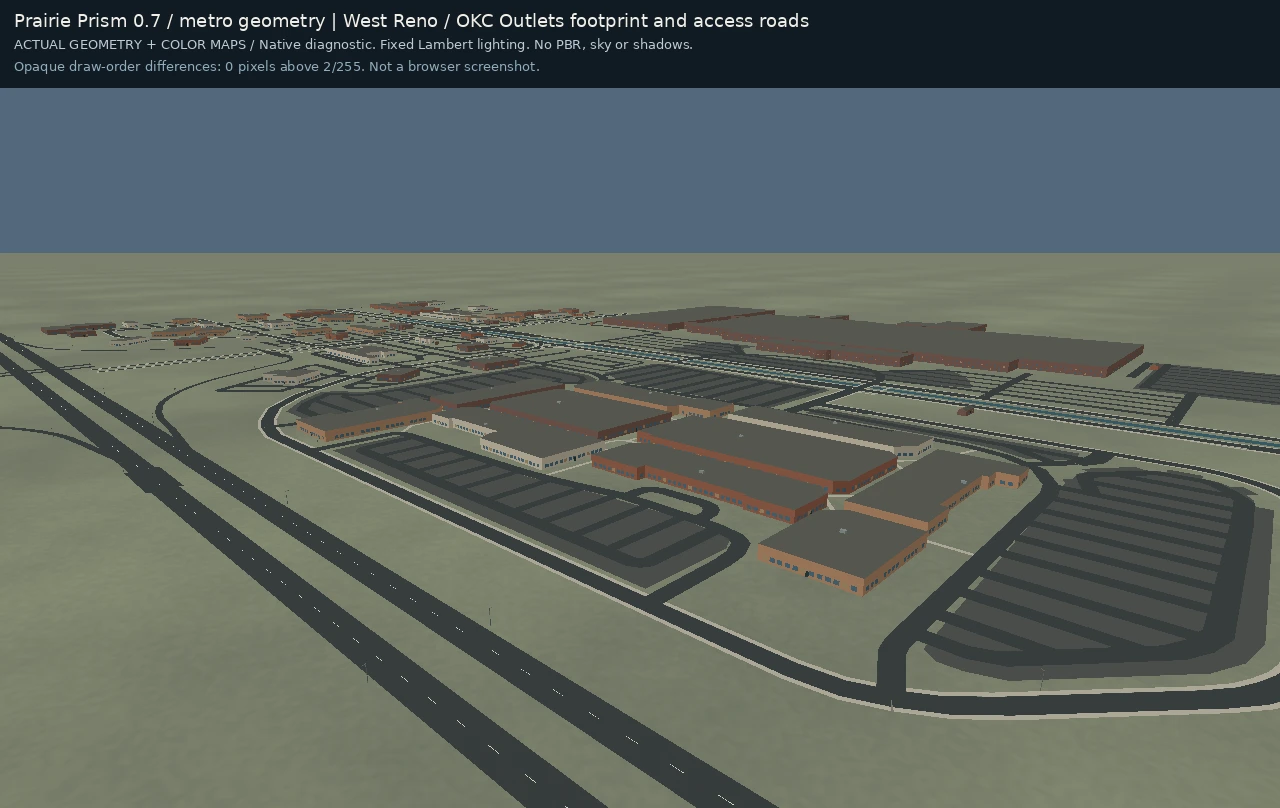 Prairie Prism 0.7 / metro geometry | West Reno / OKC Outlets footprint and access roads
ACTUAL GEOMETRY + COLOR MAPS / Native diagnostic. Fixed Lambert lighting. No PBR, sky or shadows.
Opaque draw-order differences: 0 pixels above 2/255. Not a browser screenshot.